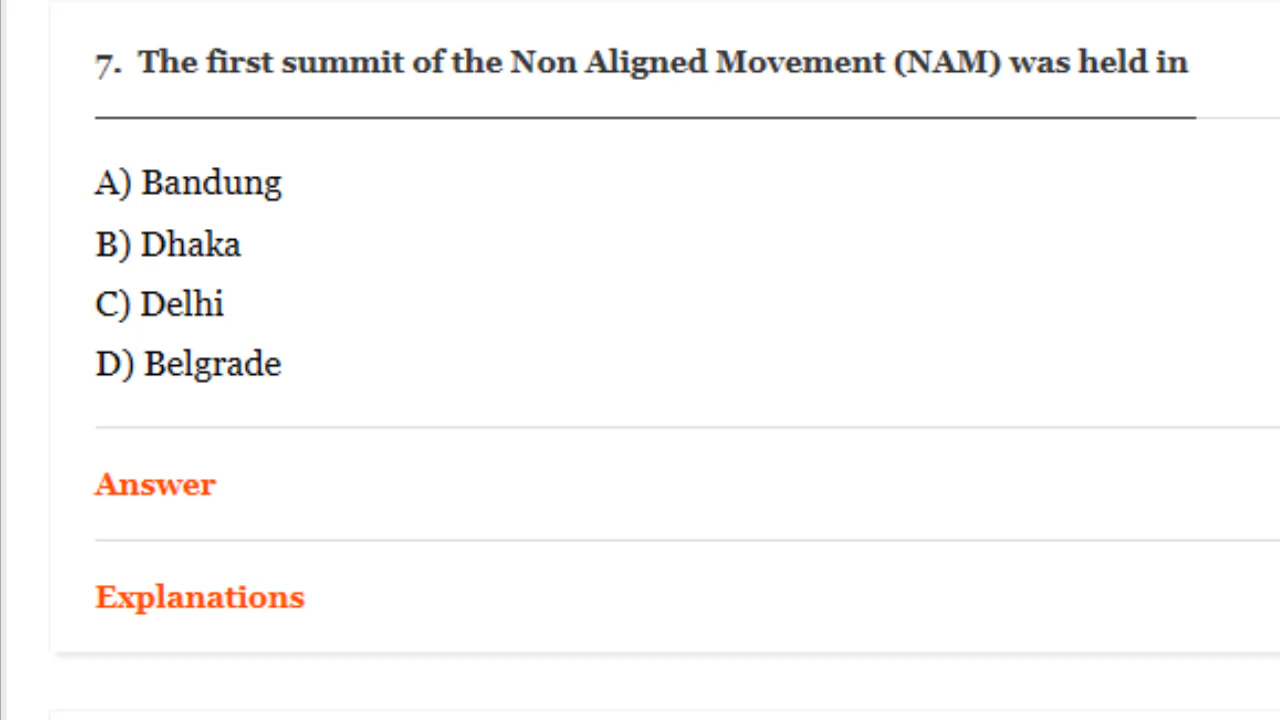 7. The first summit of the Non Aligned Movement (NAM) was held in
A) Bandung
B) Dhaka
C) Delhi
D) Belgrade
Answer
Explanations